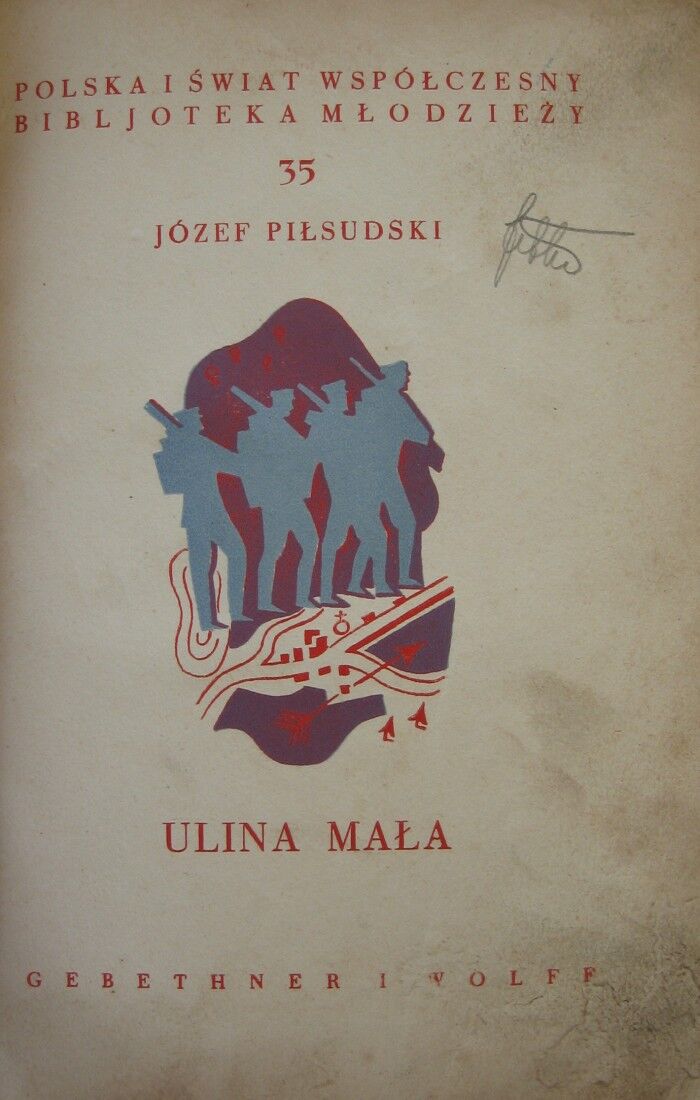 POLSKA I ŚWIAT WSPÓŁCZESNY
BIBLJOTEKA MŁODZIEŻY
35
JÓZEF PIŁSUDSKI
ULINA MAŁA
GEBETHNER I WOLFF